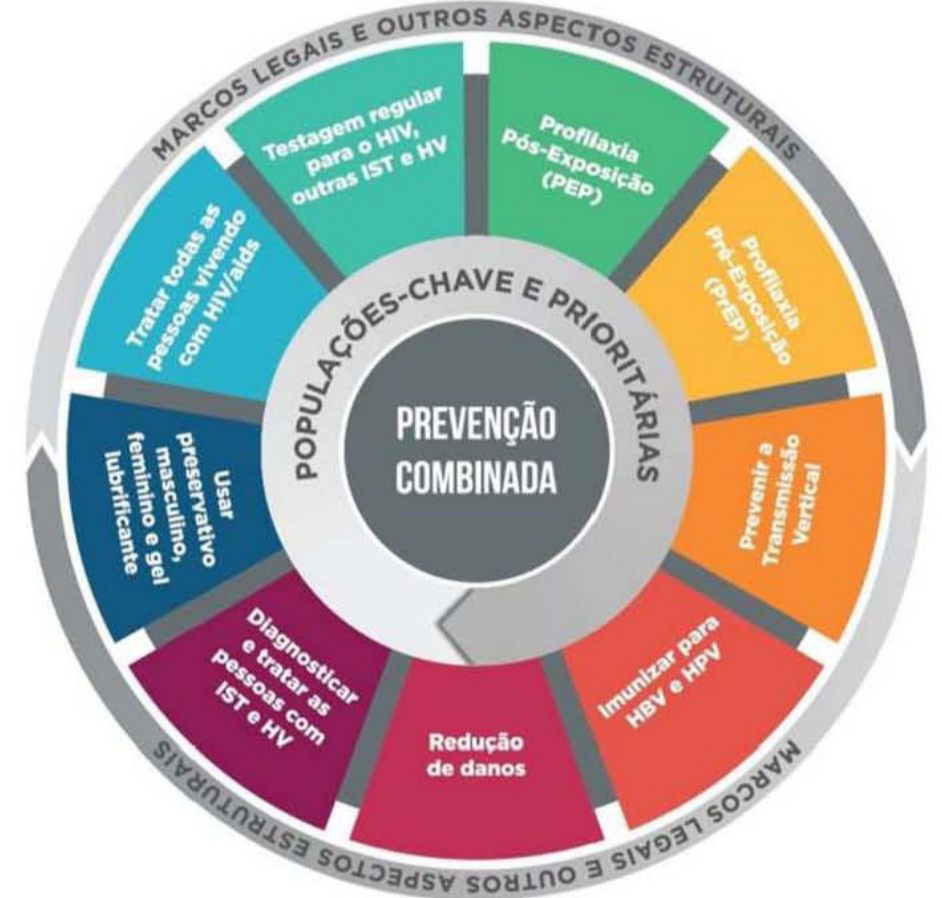 MARCOS LEGAIS E OUTROS ASPECTOS ESTRUTURAIS
Testagem regular
para o HIV,
outras IST e HV
Profilaxia
Pós-Exposição
(PEP)
Profilaxia
Pré-Exposição
(PrEP)
Prevenir a
Transmissão
Vertical
Imunizar para
HBV e HPV
Redução
de danos
Diagnosticar
e tratar as
pessoas com
IST e HV
Usar
preservativo
masculino,
feminino e gel
lubrificante
Tratar todas as
pessoas vivendo
com HIV/aids
POPULAÇÕES-CHAVE E PRIORITÁRIAS
PREVENÇÃO
COMBINADA
MARCOS LEGAIS E OUTROS ASPECTOS ESTRUTURAIS